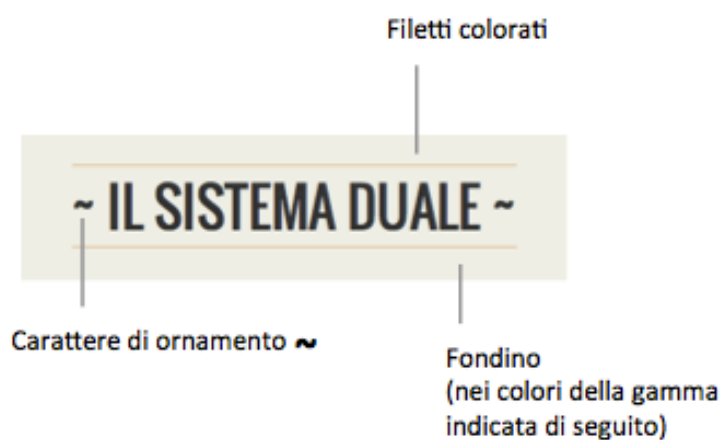 Filetti colorati
~ IL SISTEMA DUALE ~
Carattere di ornamento ~
Fondino
(nei colori della gamma
indicata di seguito)